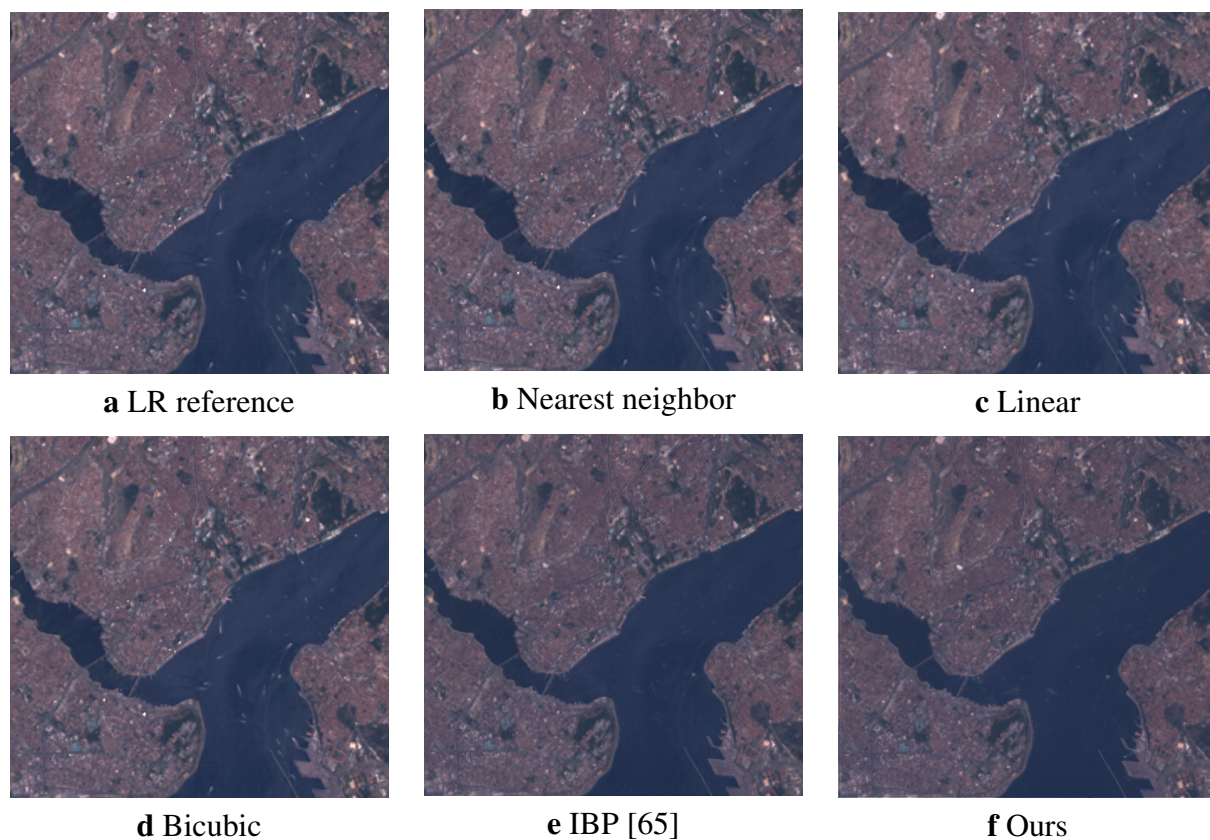 a LR reference
b Nearest neighbor
c Linear
d Bicubic
e IBP [65]
f Ours